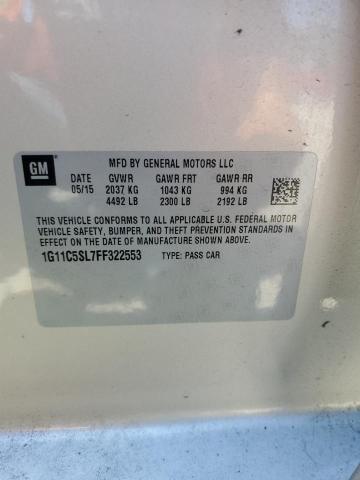 GM
MFD BY GENERAL MOTORS LLC
DATE GVWR GAWR FRT GAWR RR
05/15 2037 KG 1043 KG 994 KG
4492 LB 2300 LB 2192 LB
THIS VEHICLE CONFORMS TO ALL APPLICABLE U.S. FEDERAL MOTOR
VEHICLE SAFETY, BUMPER, AND THEFT PREVENTION STANDARDS
IN EFFECT ON THE DATE OF MANUFACTURE SHOWN ABOVE.
1G11C5SL7FF322553 TYPE: PASS CAR